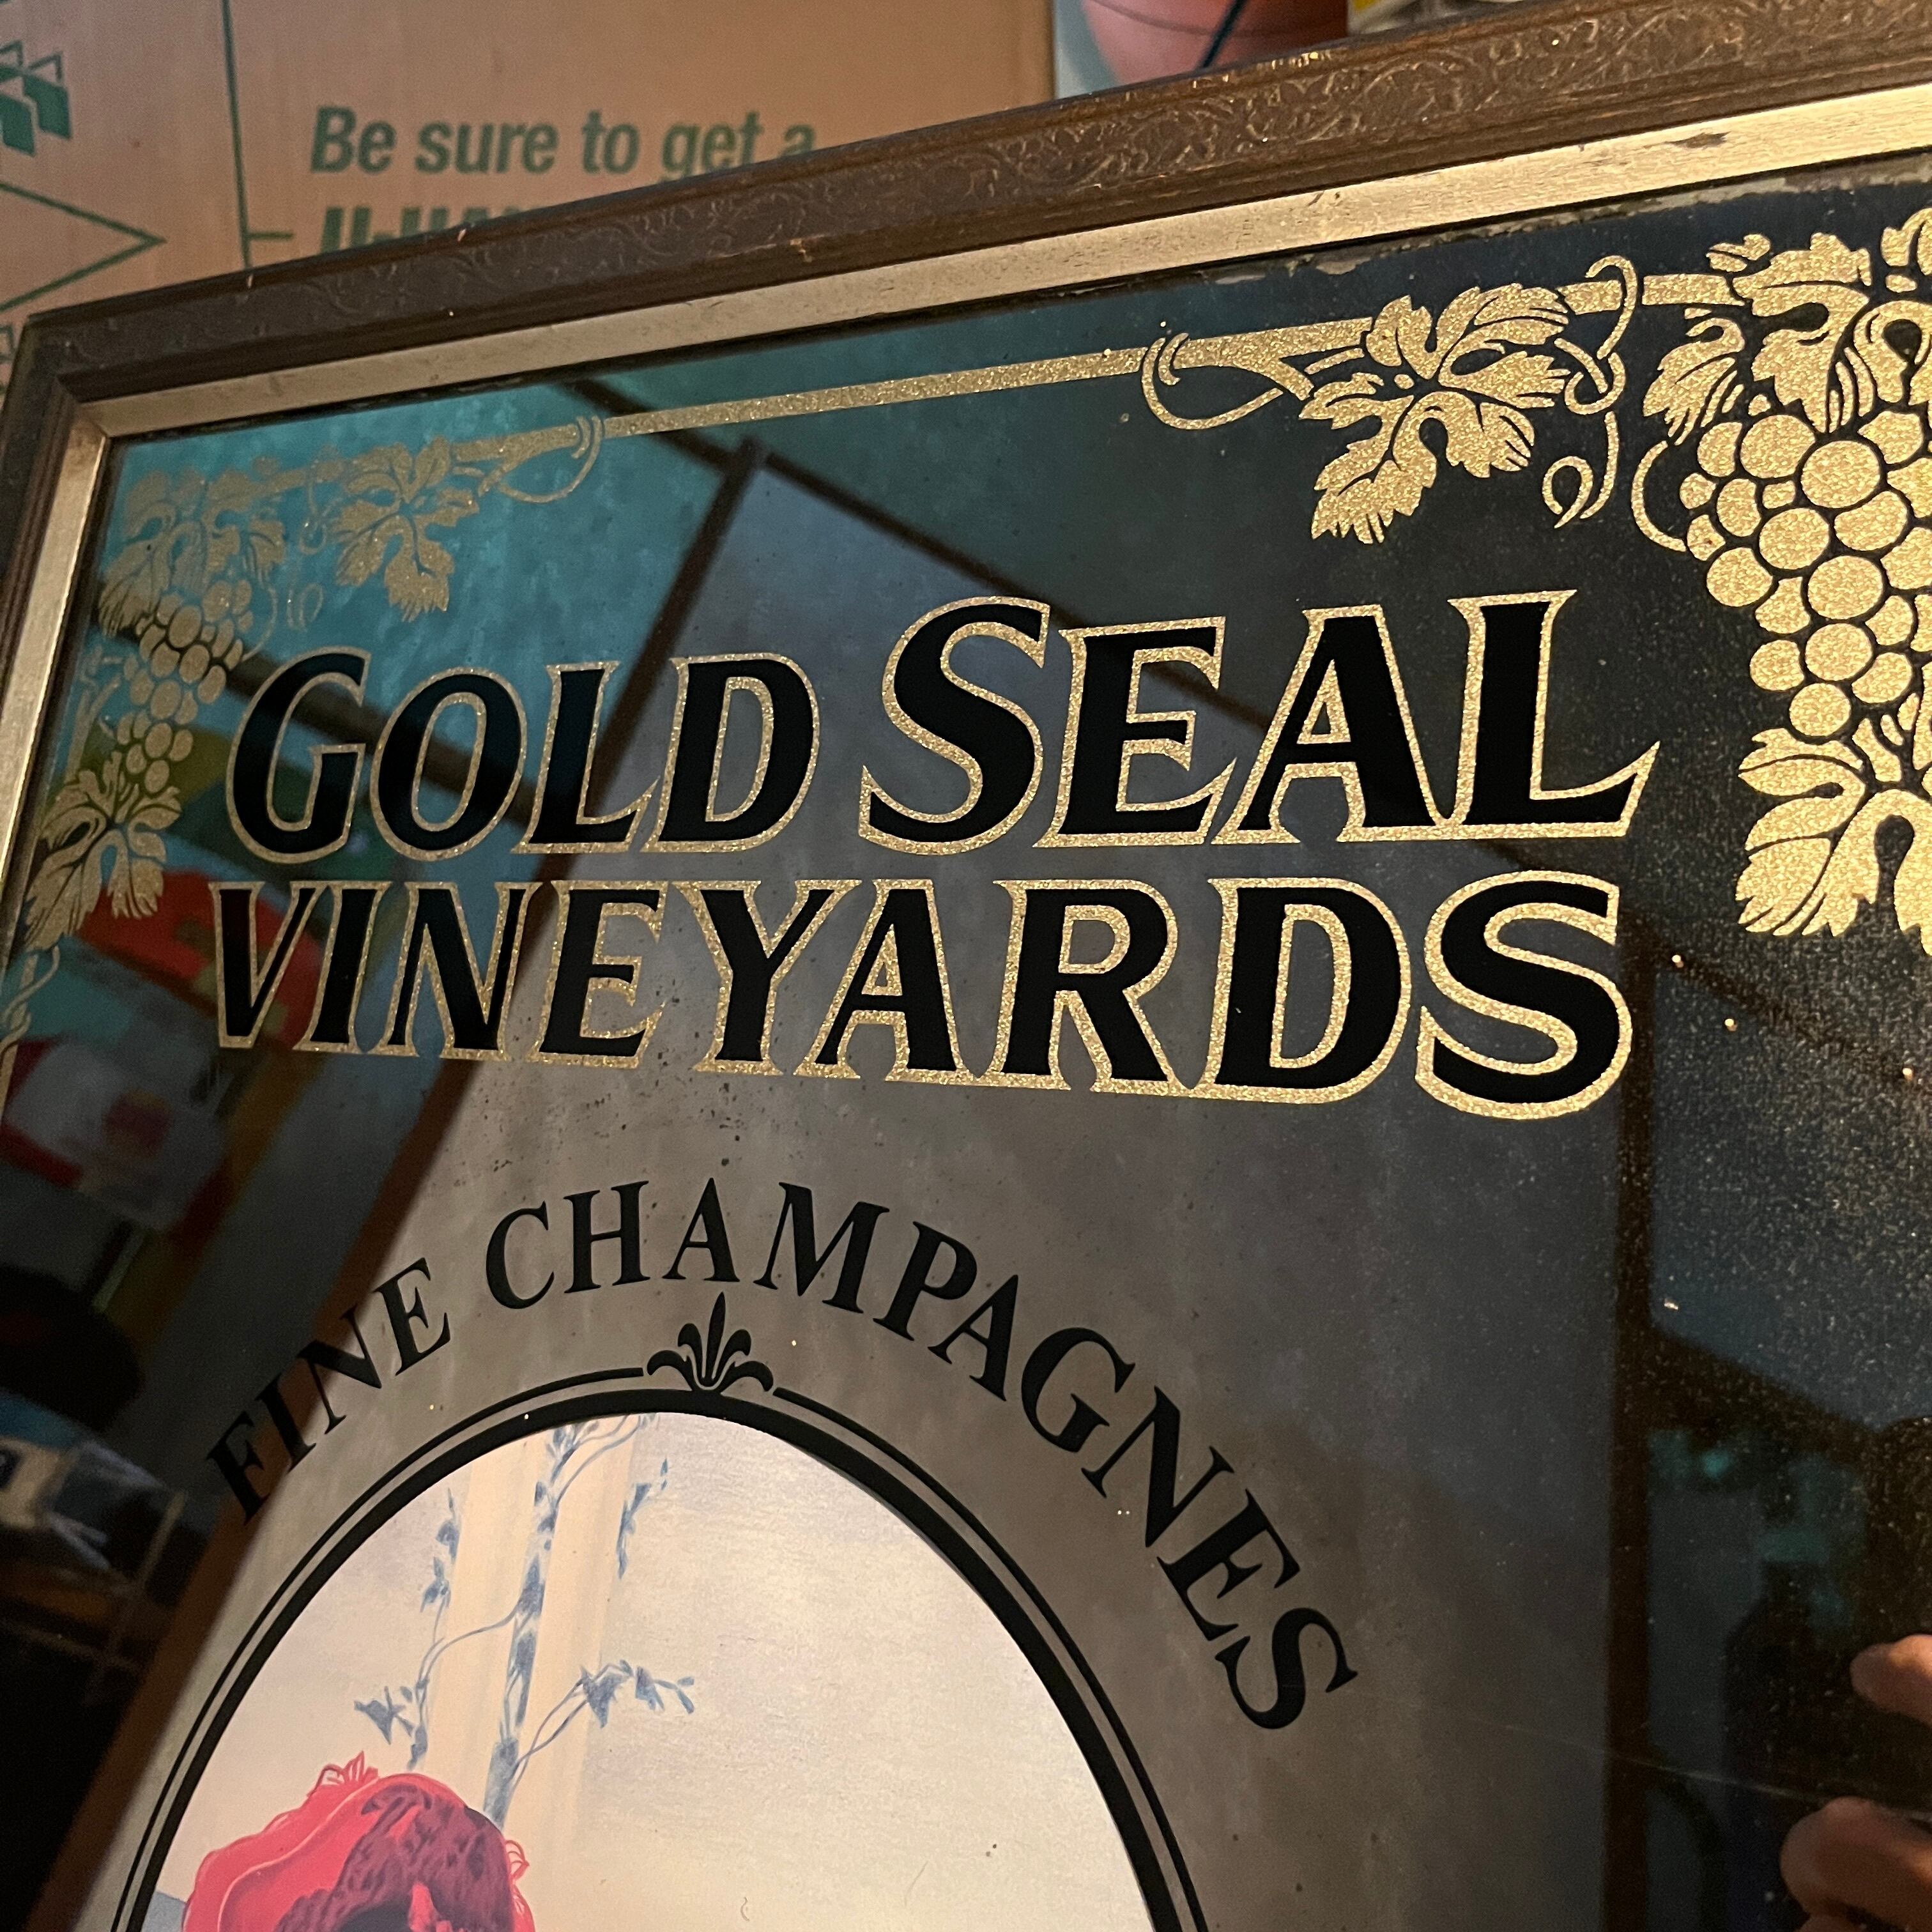 Be sure to get a
GOLD SEAL
VINEYARDS
FINE CHAMPAGNES